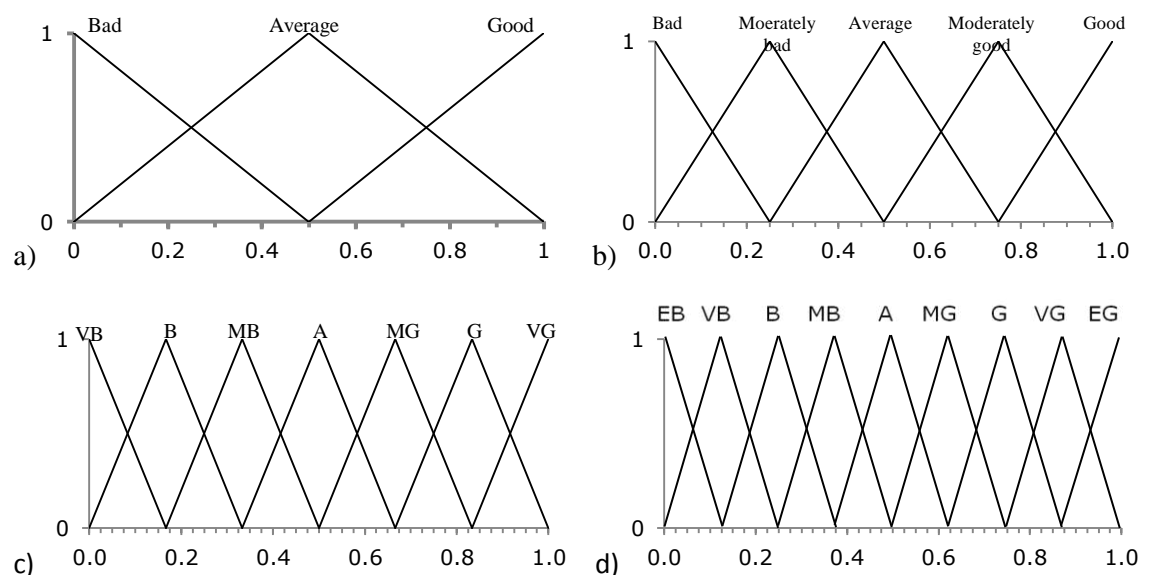 Bad Average Good
1
0
0 0.2 0.4 0.6 0.8 1
a)
Bad Moerately bad Average Moderately good Good
1
0
0.0 0.2 0.4 0.6 0.8 1.0
b)
VB B MB A MG G VG
1
0
0.0 0.2 0.4 0.6 0.8 1.0
c)
EB VB B MB A MG G VG EG
1
0
0.0 0.2 0.4 0.6 0.8 1.0
d)